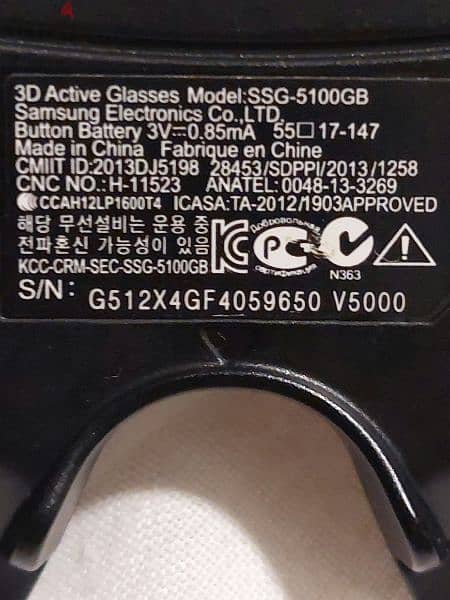 3D Active Glasses Model:SSG-5100GB
Samsung Electronics Co.,LTD.
Button Battery 3V⎓0.85mA 55□17-147
Made in China Fabrique en Chine
CMIIT ID:2013DJ5198 28453/SDPPI/2013/1258
CNC NO.: H-11523 ANATEL: 0048-13-3269
CCAH12LP1600T4 ICASA:TA-2012/1903APPROVED
해당 무선설비는 운용 중
전파혼신 가능성이 있음
KCC-CRM-SEC-SSG-5100GB
Добровольная
РС
сертификация
N363
S/N: G512X4GF4059650 V5000